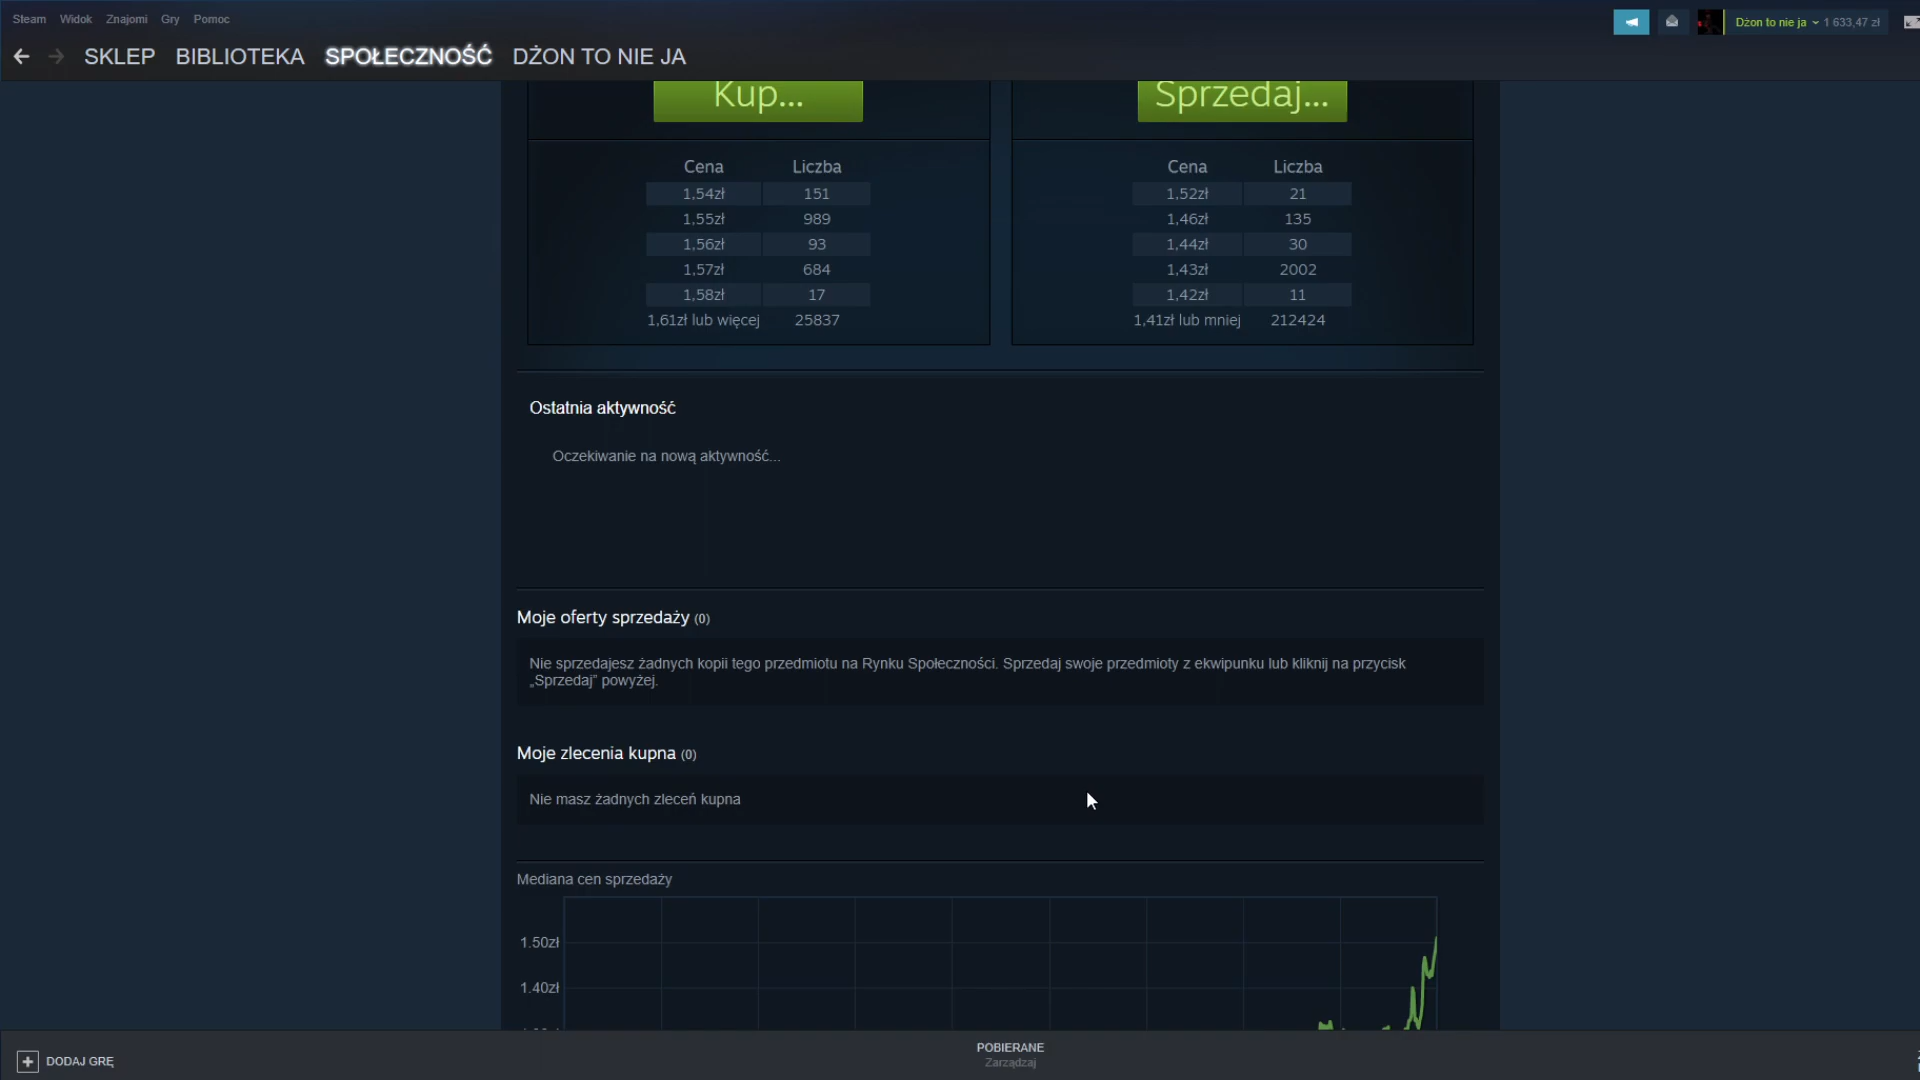 Steam Widok Znajomi Gry Pomoc
Dżon to nie ja 1 633,47 zł
SKLEP BIBLIOTEKA SPOŁECZNOŚĆ DŻON TO NIE JA
Kup... Sprzedaj...
Cena Liczba Cena Liczba
1,54zł 151 1,52zł 21
1,55zł 989 1,46zł 135
1,56zł 93 1,44zł 30
1,57zł 684 1,43zł 2002
1,58zł 17 1,42zł 11
1,61zł lub więcej 25837 1,41zł lub mniej 212424
Ostatnia aktywność
Oczekiwanie na nową aktywność...
Moje oferty sprzedaży (0)
Nie sprzedajesz żadnych kopii tego przedmiotu na Rynku Społeczności. Sprzedaj swoje przedmioty z ekwipunku lub kliknij na przycisk
„Sprzedaj” powyżej.
Moje zlecenia kupna (0)
Nie masz żadnych zleceń kupna
Mediana cen sprzedaży
1.50zł
1.40zł
POBIERANE
DODAJ GRĘ
Zarządzaj